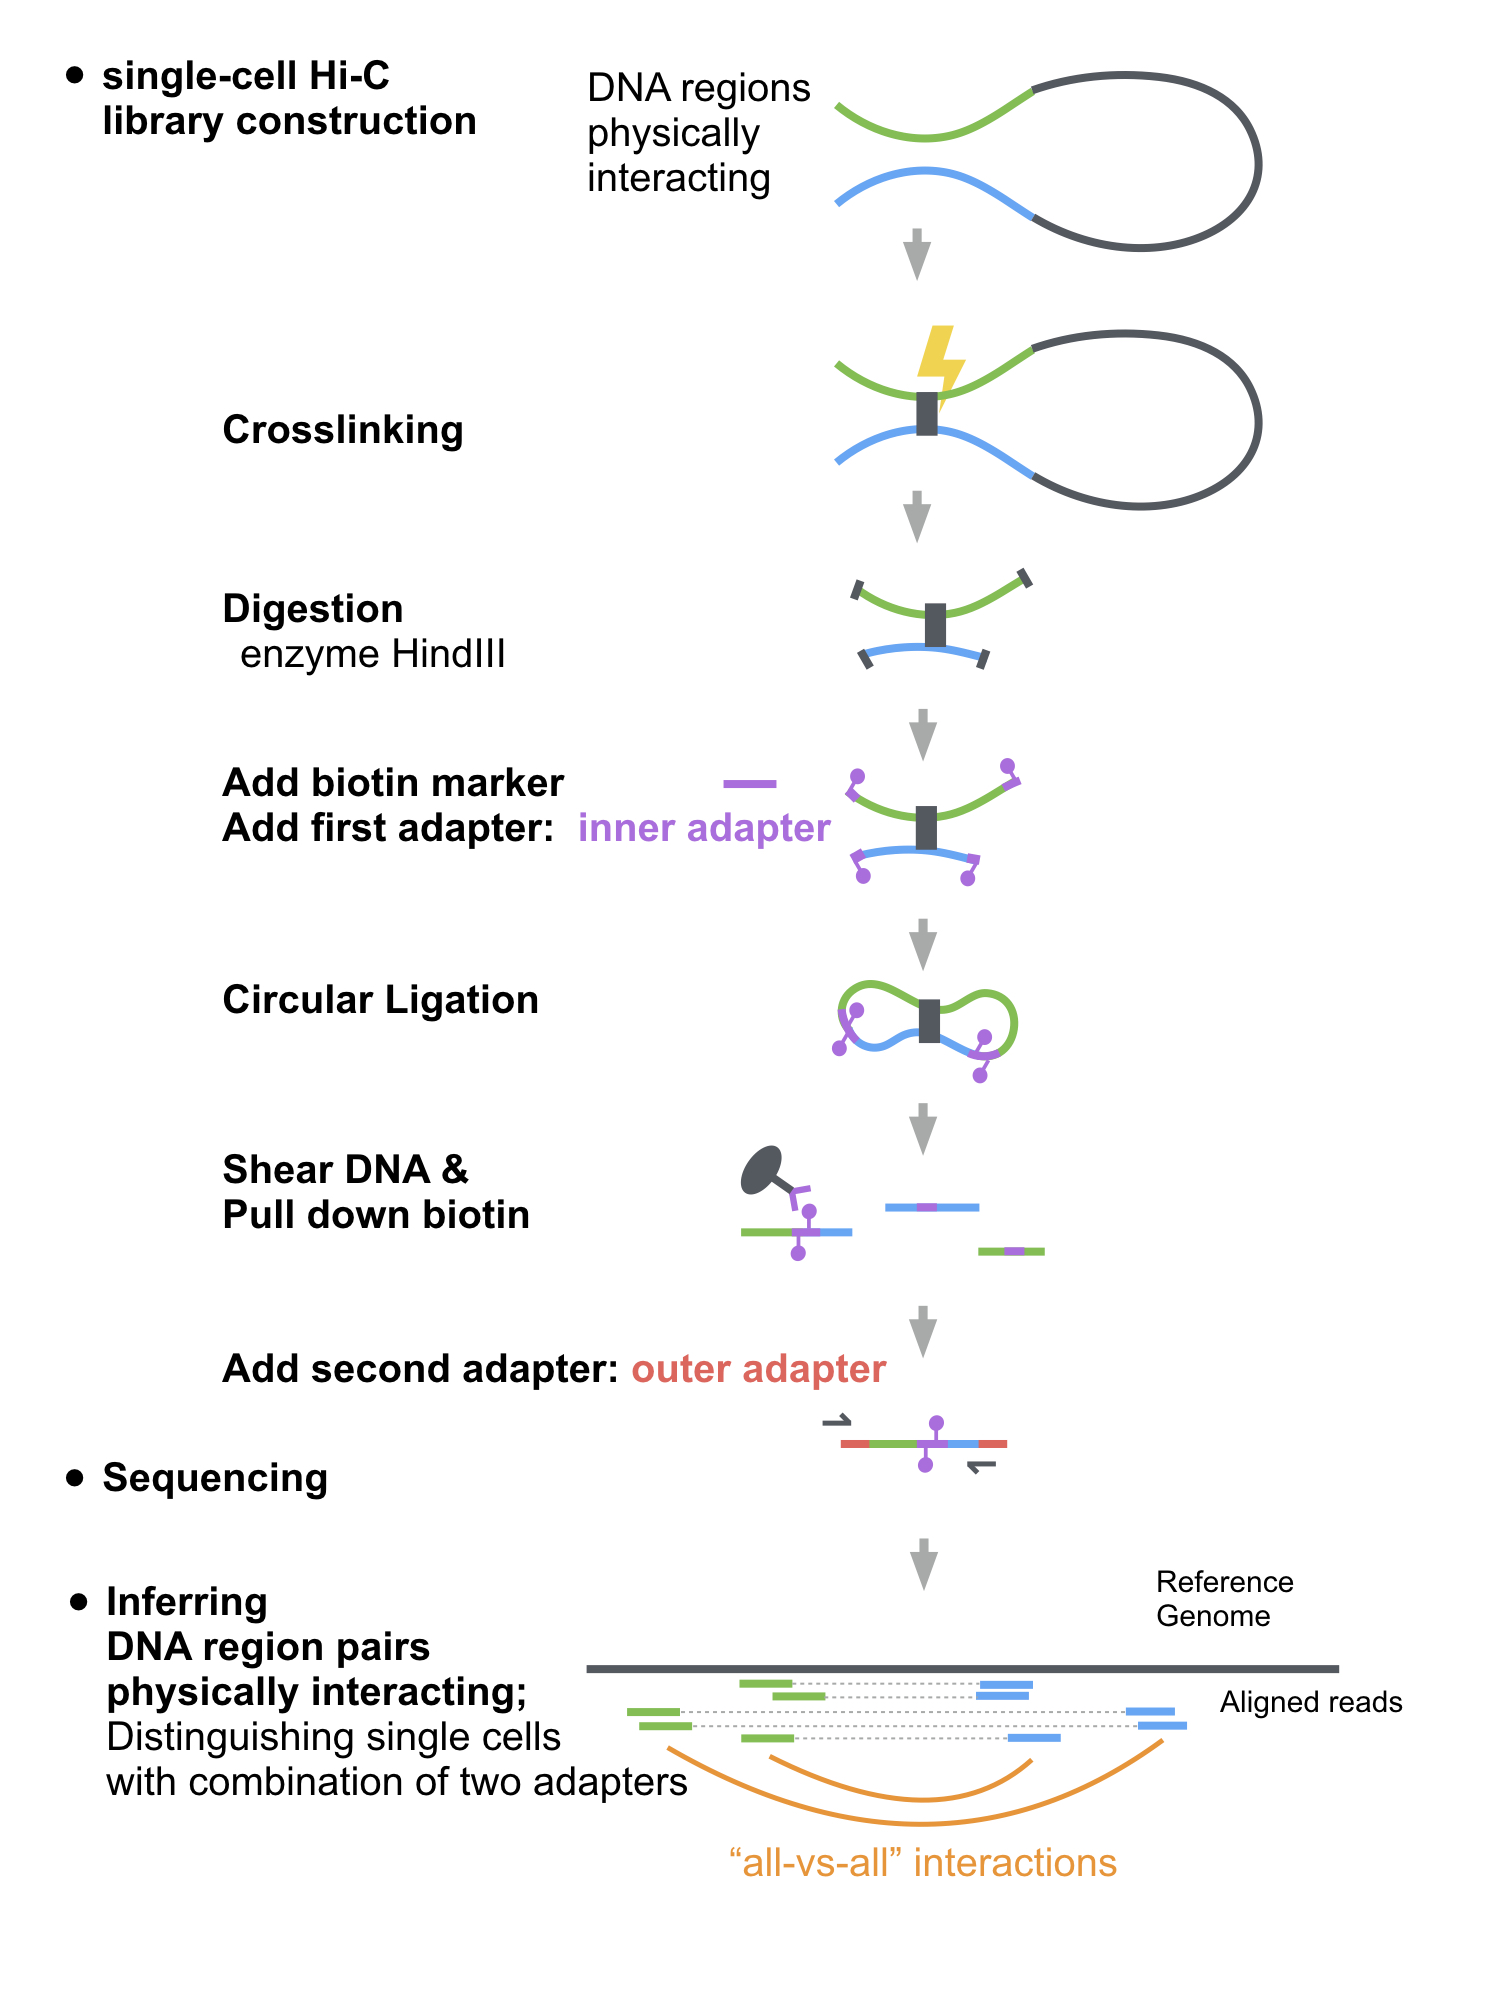 single-cell Hi-C
library construction
DNA regions
physically
interacting
Crosslinking
Digestion
enzyme HindIII
Add biotin marker
Add first adapter: inner adapter
Circular Ligation
Shear DNA &
Pull down biotin
Add second adapter: outer adapter
Sequencing
Inferring
DNA region pairs
physically interacting;
Distinguishing single cells
with combination of two adapters
Reference
Genome
Aligned reads
“all-vs-all” interactions